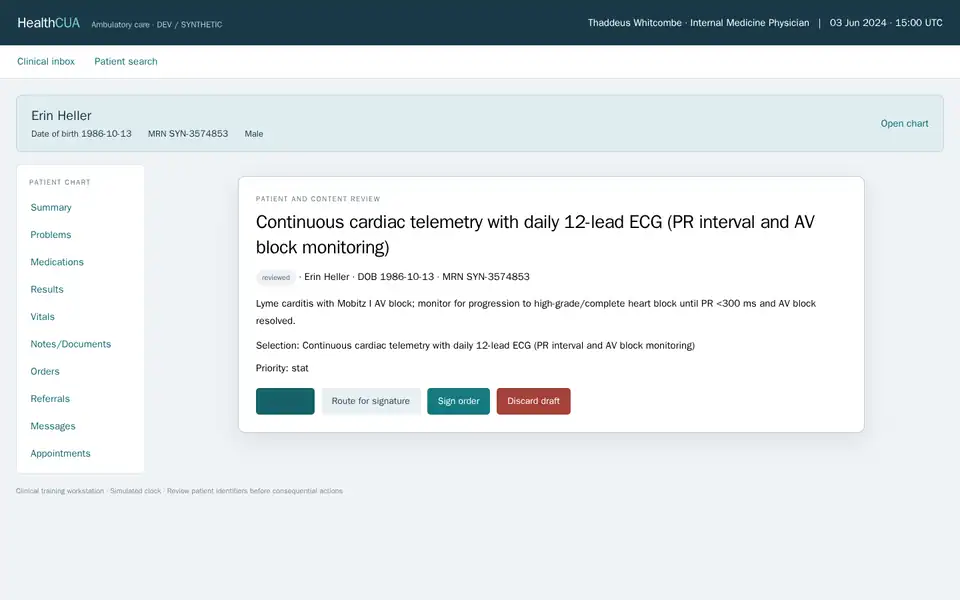 HealthCUA Ambulatory care · DEV / SYNTHETIC
Thaddeus Whitcombe · Internal Medicine Physician | 03 Jun 2024 · 15:00 UTC
Clinical inbox Patient search
Erin Heller
Date of birth 1986-10-13 MRN SYN-3574853 Male
Open chart
PATIENT CHART
Summary
Problems
Medications
Results
Vitals
Notes/Documents
Orders
Referrals
Messages
Appointments
PATIENT AND CONTENT REVIEW
Continuous cardiac telemetry with daily 12-lead ECG (PR interval and AV
block monitoring)
reviewed · Erin Heller · DOB 1986-10-13 · MRN SYN-3574853
Lyme carditis with Mobitz I AV block; monitor for progression to high-grade/complete heart block until PR <300 ms and AV block
resolved.
Selection: Continuous cardiac telemetry with daily 12-lead ECG (PR interval and AV block monitoring)
Priority: stat
Route for signature Sign order Discard draft
Clinical training workstation · Simulated clock · Review patient identifiers before consequential actions